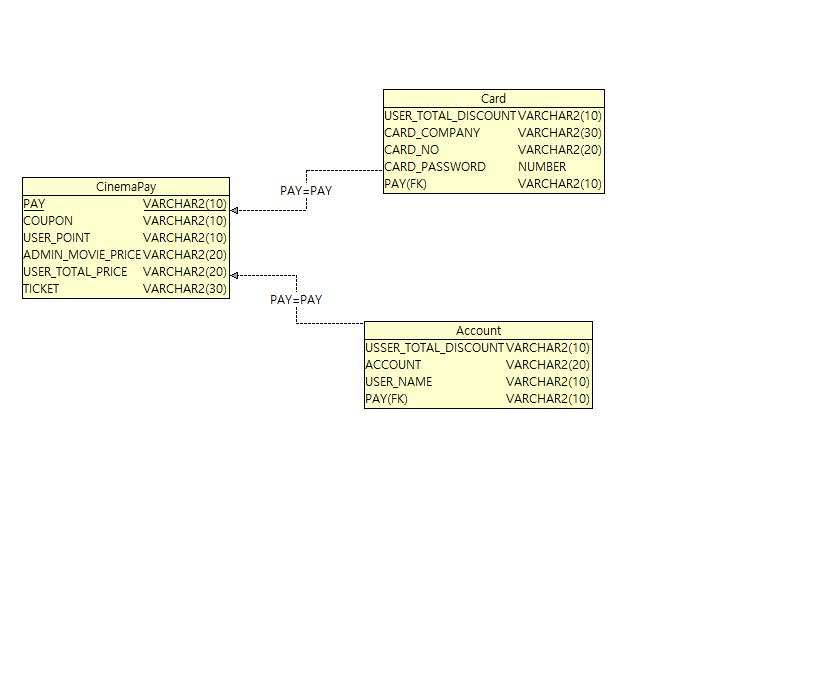 Card
USER_TOTAL_DISCOUNT VARCHAR2(10)
CARD_COMPANY VARCHAR2(30)
CARD_NO VARCHAR2(20)
CARD_PASSWORD NUMBER
PAY(FK) VARCHAR2(10)
PAY=PAY
CinemaPay
PAY VARCHAR2(10)
COUPON VARCHAR2(10)
USER_POINT VARCHAR2(10)
ADMIN_MOVIE_PRICE VARCHAR2(20)
USER_TOTAL_PRICE VARCHAR2(20)
TICKET VARCHAR2(30)
PAY=PAY
Account
USSER_TOTAL_DISCOUNT VARCHAR2(10)
ACCOUNT VARCHAR2(20)
USER_NAME VARCHAR2(10)
PAY(FK) VARCHAR2(10)